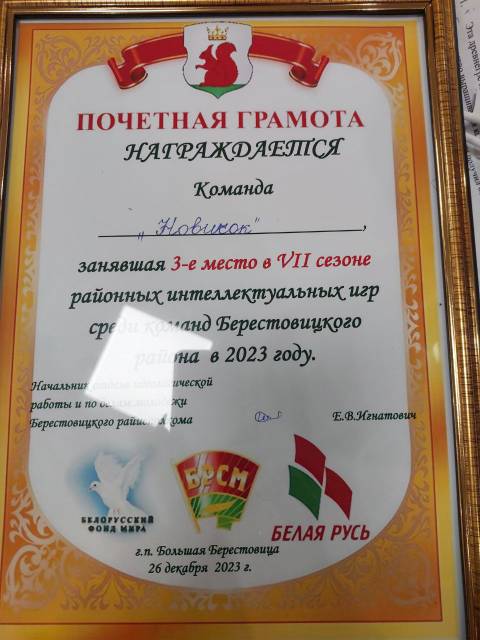 ПОЧЕТНАЯ ГРАМОТА
НАГРАЖДАЕТСЯ
Команда
„Новичок",
занявшая 3-е место в VII сезоне
районных интеллектуальных игр
среди команд Берестовицкого
района в 2023 году.
Начальник отдела идеологической
работы и по делам молодежи
Берестовицкого райисполкома
Е.В.Игнатович
БЕЛОРУССКИЙ
ФОНД МИРА
БРСМ
БЕЛАЯ РУСЬ
г.п. Большая Берестовица
26 декабря 2023 г.